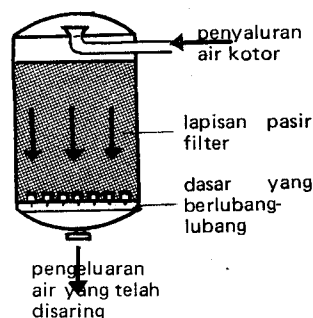 penyaluran
air kotor
lapisan pasir
filter
dasar yang
berlubang-
lubang
pengeluaran
air yang telah
disaring